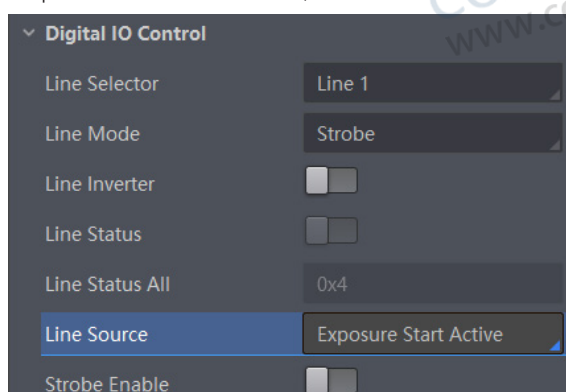 Digital IO Control
Line Selector Line 1
Line Mode Strobe
Line Inverter
Line Status
Line Status All 0x4
Line Source Exposure Start Active
Strobe Enable